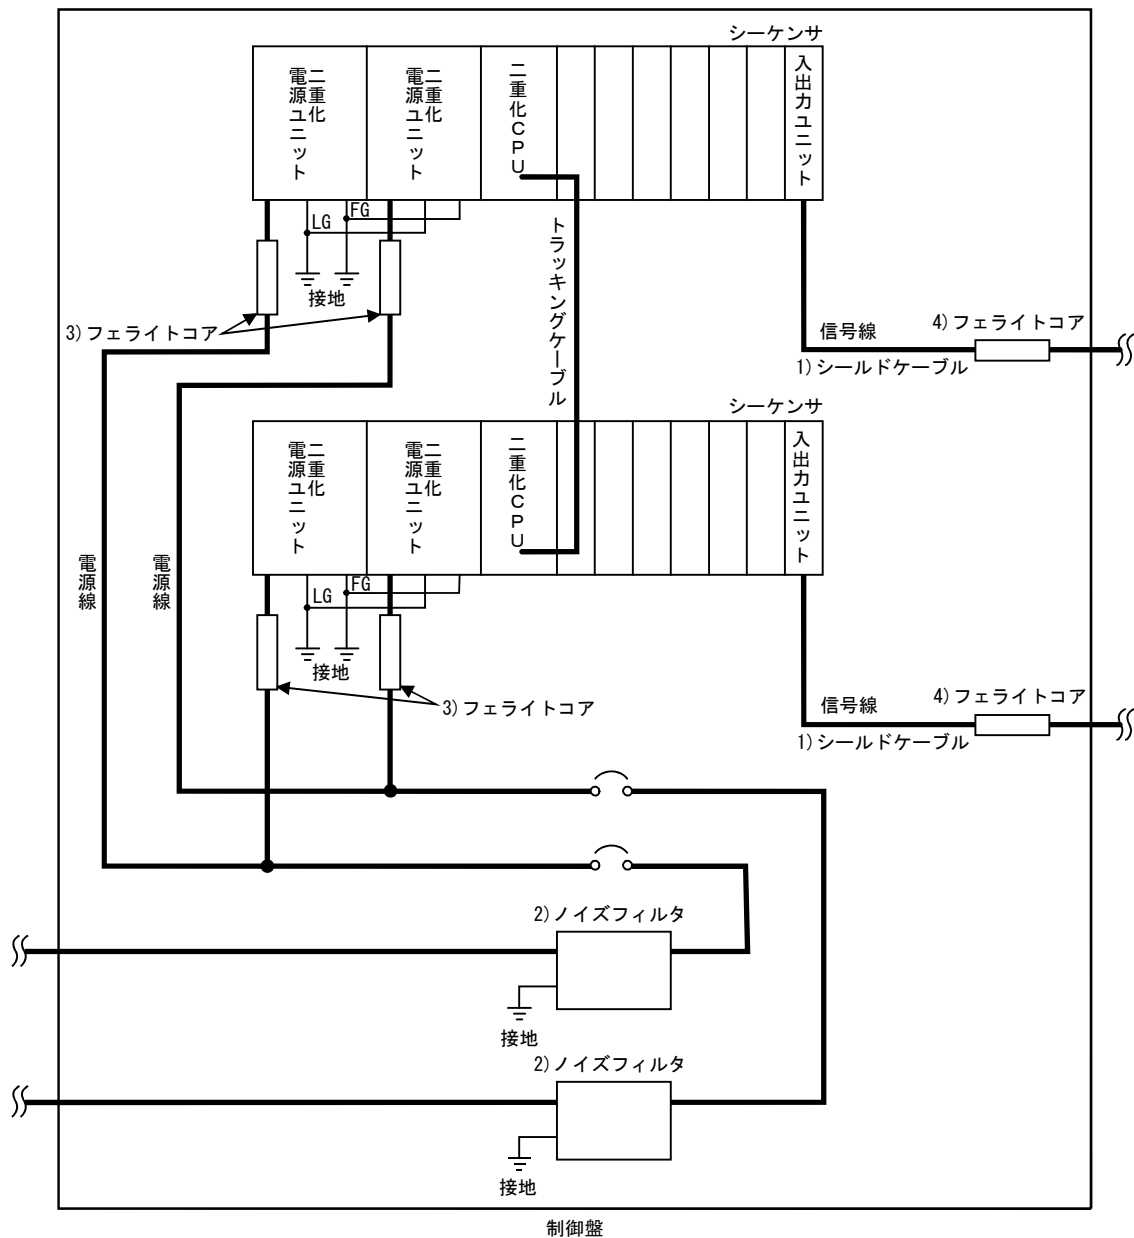 シーケンサ
二重化
電源ユニット
二重化
電源ユニット
二重化CPU
入出力ユニット
FG
LG
接地
トラッキングケーブル
3)フェライトコア
信号線
4)フェライトコア
1)シールドケーブル
シーケンサ
二重化
電源ユニット
二重化
電源ユニット
二重化CPU
入出力ユニット
電源線
電源線
FG
LG
接地
3)フェライトコア
信号線
4)フェライトコア
1)シールドケーブル
2)ノイズフィルタ
接地
2)ノイズフィルタ
接地
制御盤